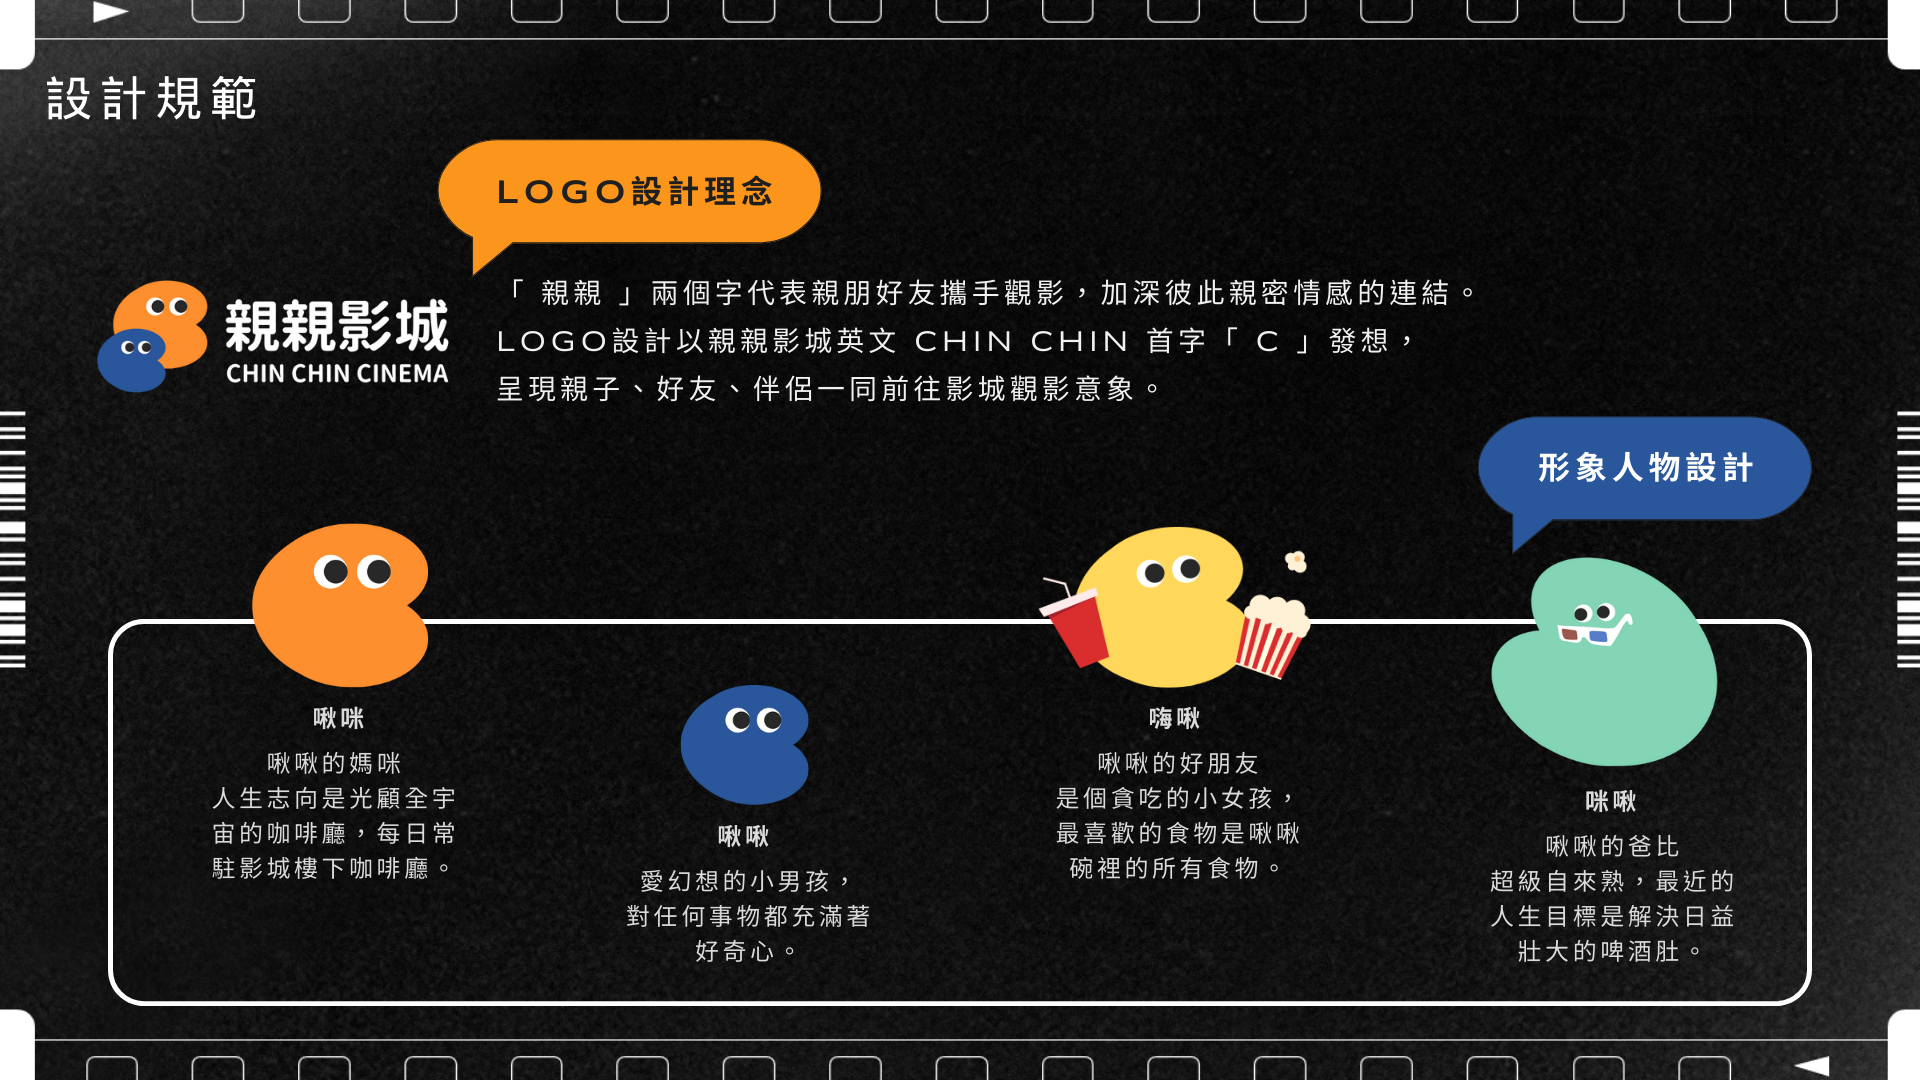 設計規範
LOGO設計理念
親親影城
CHIN CHIN CINEMA
「 親親 」兩個字代表親朋好友攜手觀影，加深彼此親密情感的連結。
LOGO設計以親親影城英文 CHIN CHIN 首字「 C 」發想，
呈現親子、好友、伴侶一同前往影城觀影意象。
形象人物設計
啾咪
啾啾的媽咪
人生志向是光顧全宇
宙的咖啡廳，每日常
駐影城樓下咖啡廳。
啾啾
愛幻想的小男孩，
對任何事物都充滿著
好奇心。
嗨啾
啾啾的好朋友
是個貪吃的小女孩，
最喜歡的食物是啾啾
碗裡的所有食物。
咪啾
啾啾的爸比
超級自來熟，最近的
人生目標是解決日益
壯大的啤酒肚。